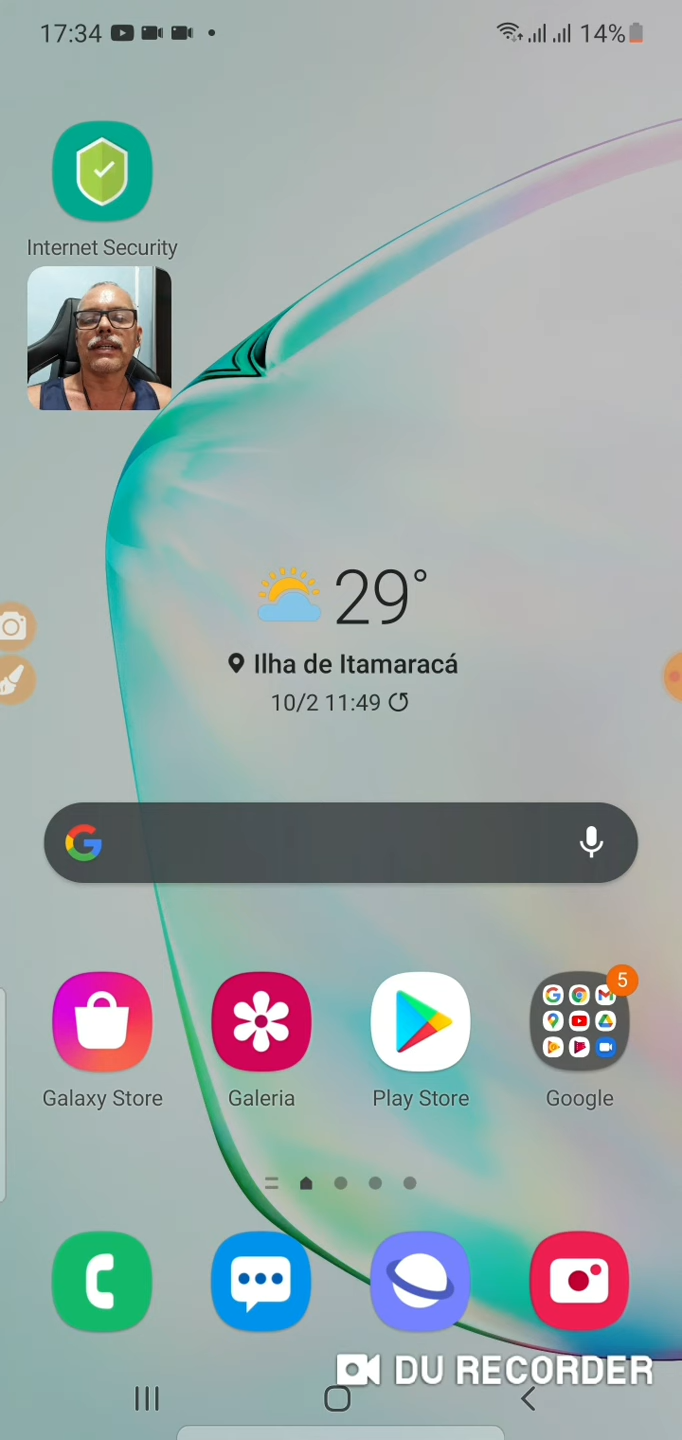 17:34
14%
Internet Security
29°
Ilha de Itamaracá
10/2 11:49
5
Galaxy Store
Galeria
Play Store
Google
DU RECORDER